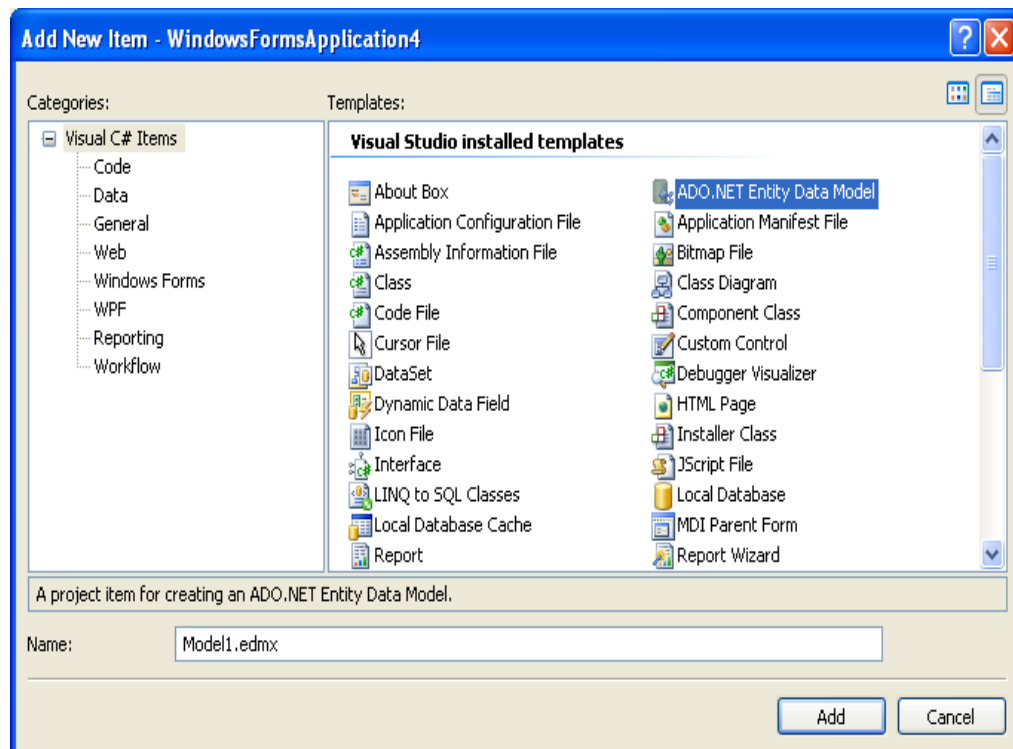 Add New Item - WindowsFormsApplication4
Categories:
Templates:
Visual C# Items
Code
Data
General
Web
Windows Forms
WPF
Reporting
Workflow
Visual Studio installed templates
About Box
ADO.NET Entity Data Model
Application Configuration File
Application Manifest File
Assembly Information File
Bitmap File
Class
Class Diagram
Code File
Component Class
Cursor File
Custom Control
DataSet
Debugger Visualizer
Dynamic Data Field
HTML Page
Icon File
Installer Class
Interface
JScript File
LINQ to SQL Classes
Local Database
Local Database Cache
MDI Parent Form
Report
Report Wizard
A project item for creating an ADO.NET Entity Data Model.
Name:
Model1.edmx
Add
Cancel